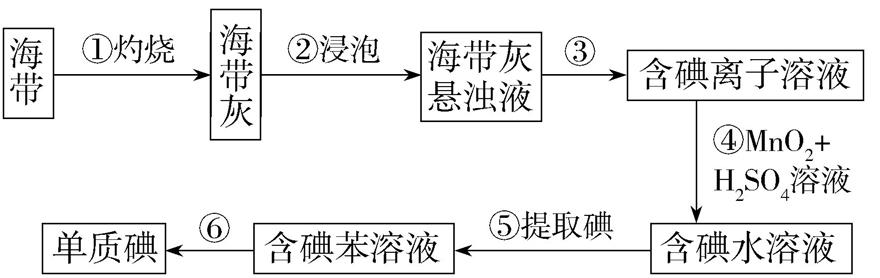 海带
①灼烧
海带灰
②浸泡
海带灰
悬浊液
③
含碘离子溶液
④MnO₂+
H₂SO₄溶液
单质碘
⑥
含碘苯溶液
⑤提取碘
含碘水溶液